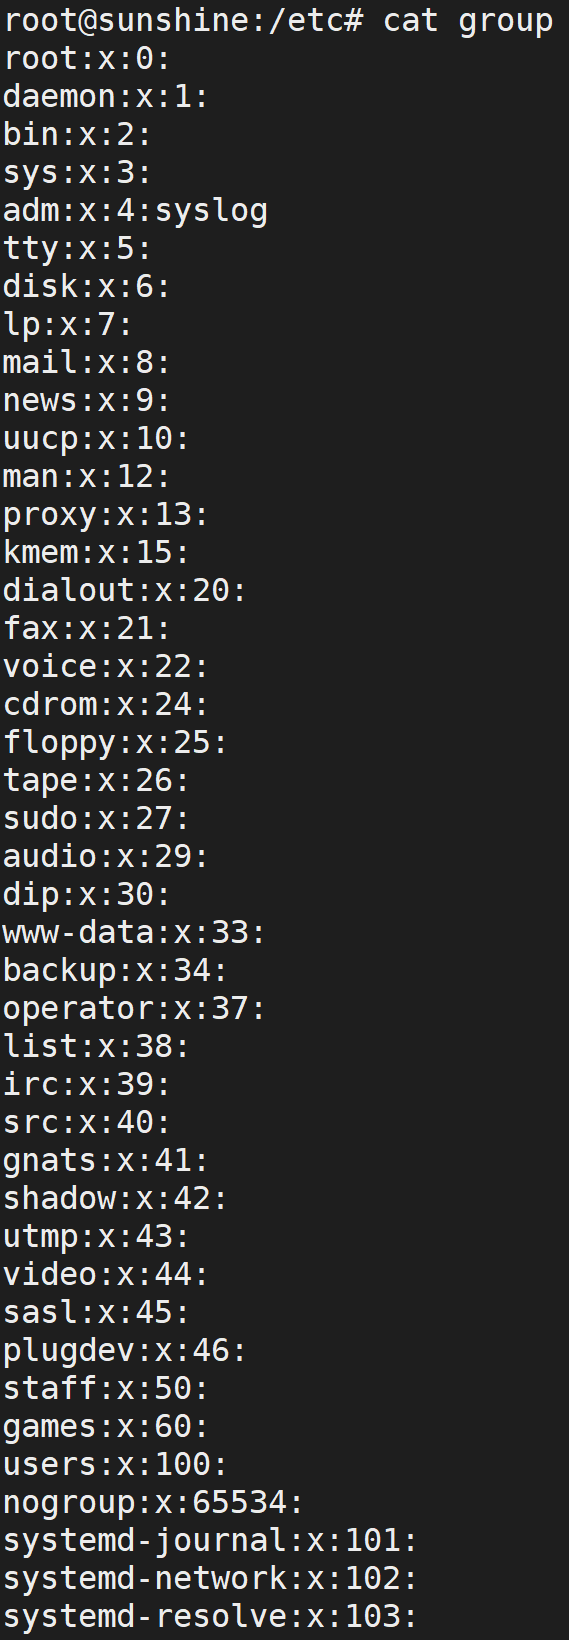 root@sunshine:/etc# cat group
root:x:0:
daemon:x:1:
bin:x:2:
sys:x:3:
adm:x:4:syslog
tty:x:5:
disk:x:6:
lp:x:7:
mail:x:8:
news:x:9:
uucp:x:10:
man:x:12:
proxy:x:13:
kmem:x:15:
dialout:x:20:
fax:x:21:
voice:x:22:
cdrom:x:24:
floppy:x:25:
tape:x:26:
sudo:x:27:
audio:x:29:
dip:x:30:
www-data:x:33:
backup:x:34:
operator:x:37:
list:x:38:
irc:x:39:
src:x:40:
gnats:x:41:
shadow:x:42:
utmp:x:43:
video:x:44:
sasl:x:45:
plugdev:x:46:
staff:x:50:
games:x:60:
users:x:100:
nogroup:x:65534:
systemd-journal:x:101:
systemd-network:x:102:
systemd-resolve:x:103: